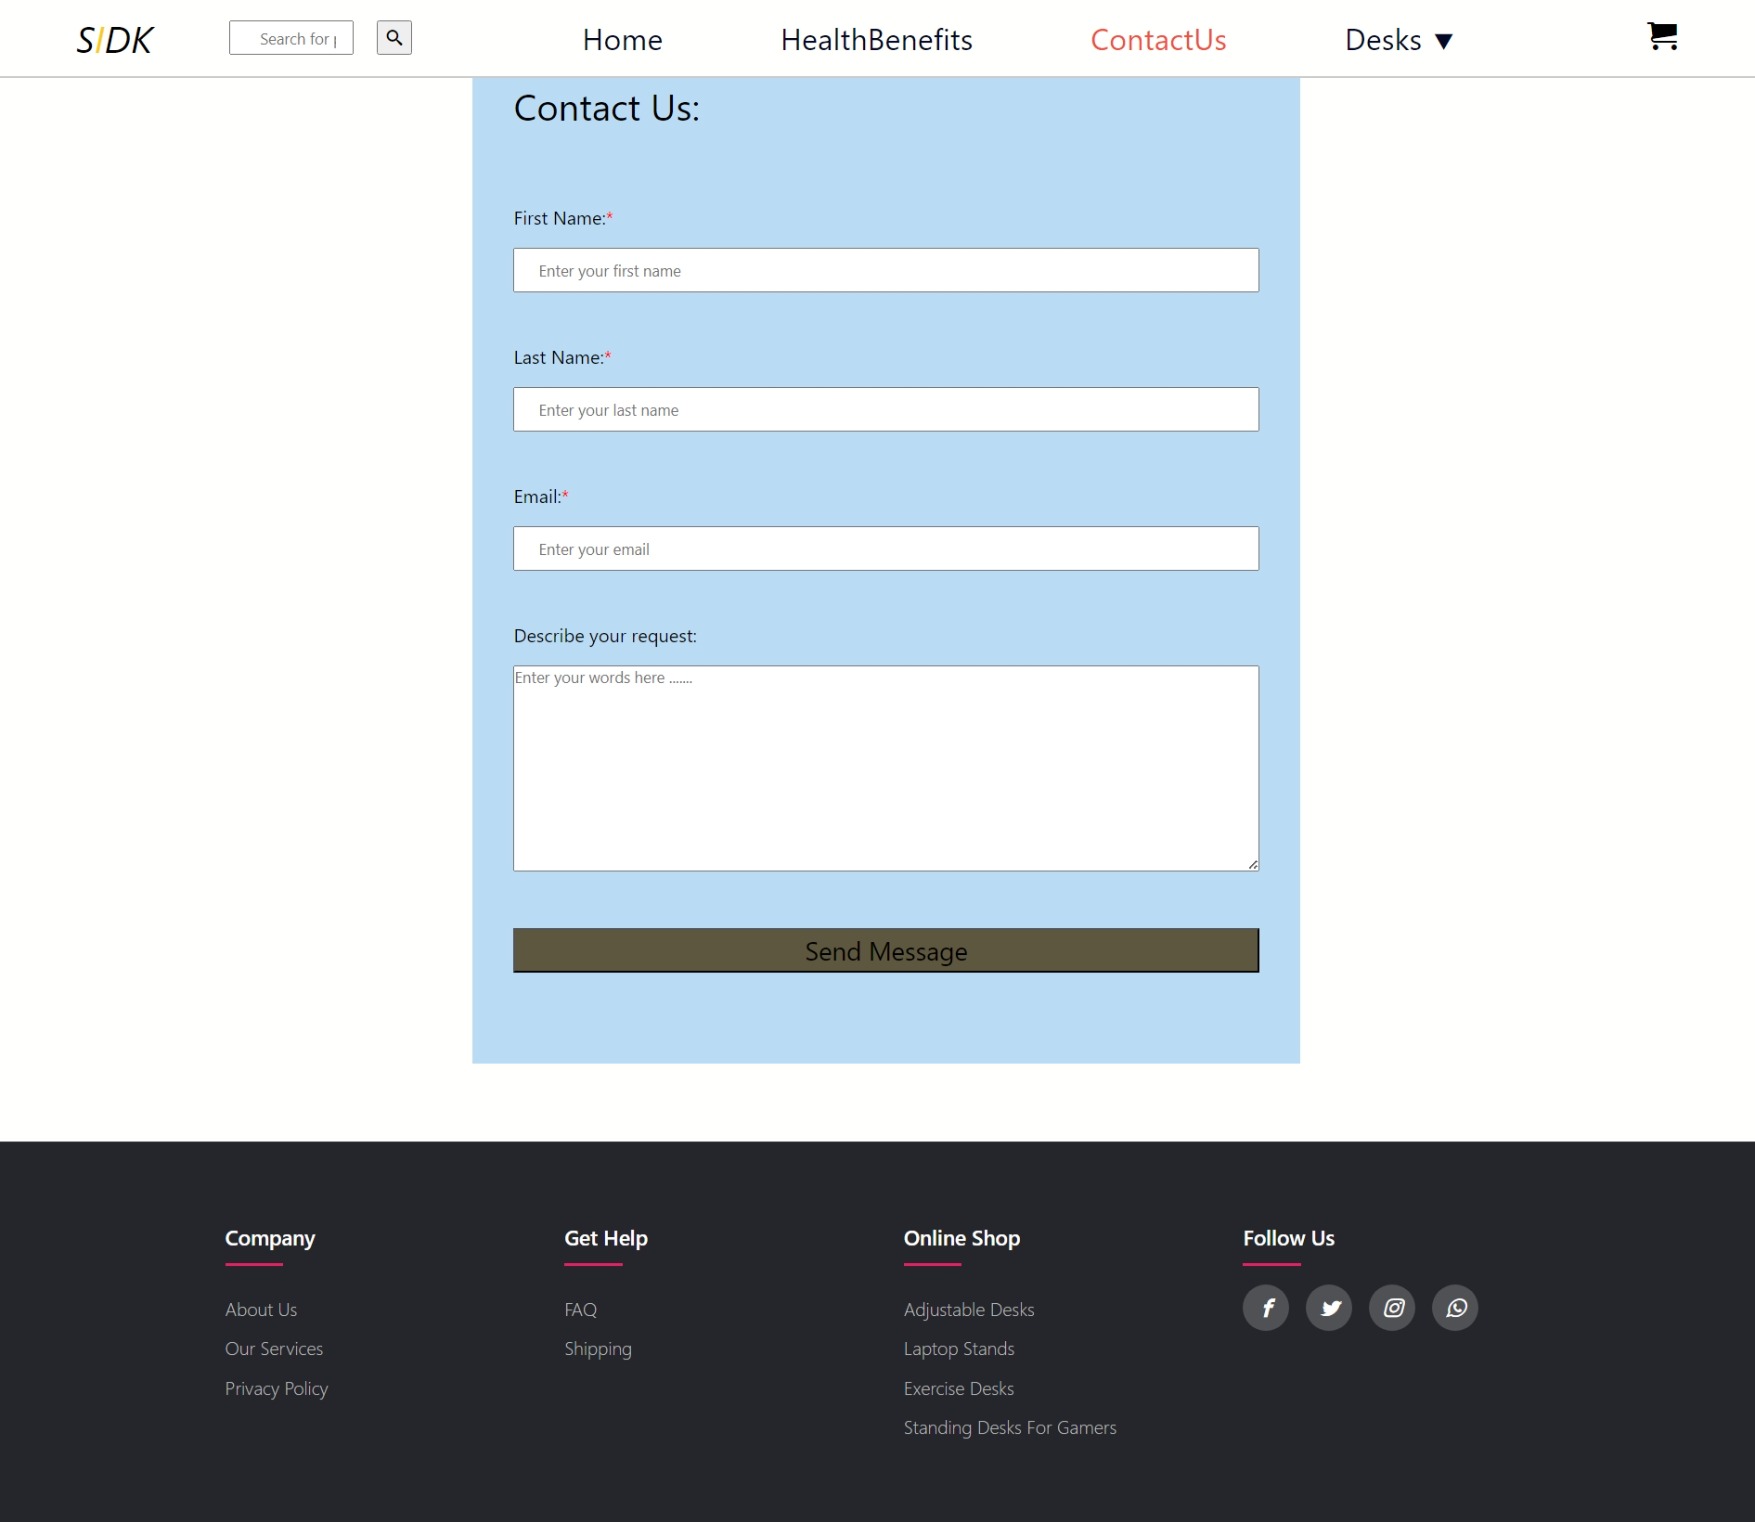 SIDK
Search for
Home
HealthBenefits
ContactUs
Desks ▼
Contact Us:
First Name:*
Enter your first name
Last Name:*
Enter your last name
Email:*
Enter your email
Describe your request:
Enter your words here .......
Send Message
Company
About Us
Our Services
Privacy Policy
Get Help
FAQ
Shipping
Online Shop
Adjustable Desks
Laptop Stands
Exercise Desks
Standing Desks For Gamers
Follow Us